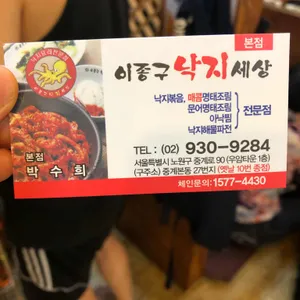 본점
이종구낙지세상
낙지볶음, 매콤명태조림
문어명태조림
아낙찜
낙지해물파전
전문점
본점
박수희
TEL : (02) 930-9284
서울특별시 노원구 중계로 90 (우암타운 1층)
(구주소) 중계본동 27번지 (옛날 10번 종점)
체인문의: 1577-4430